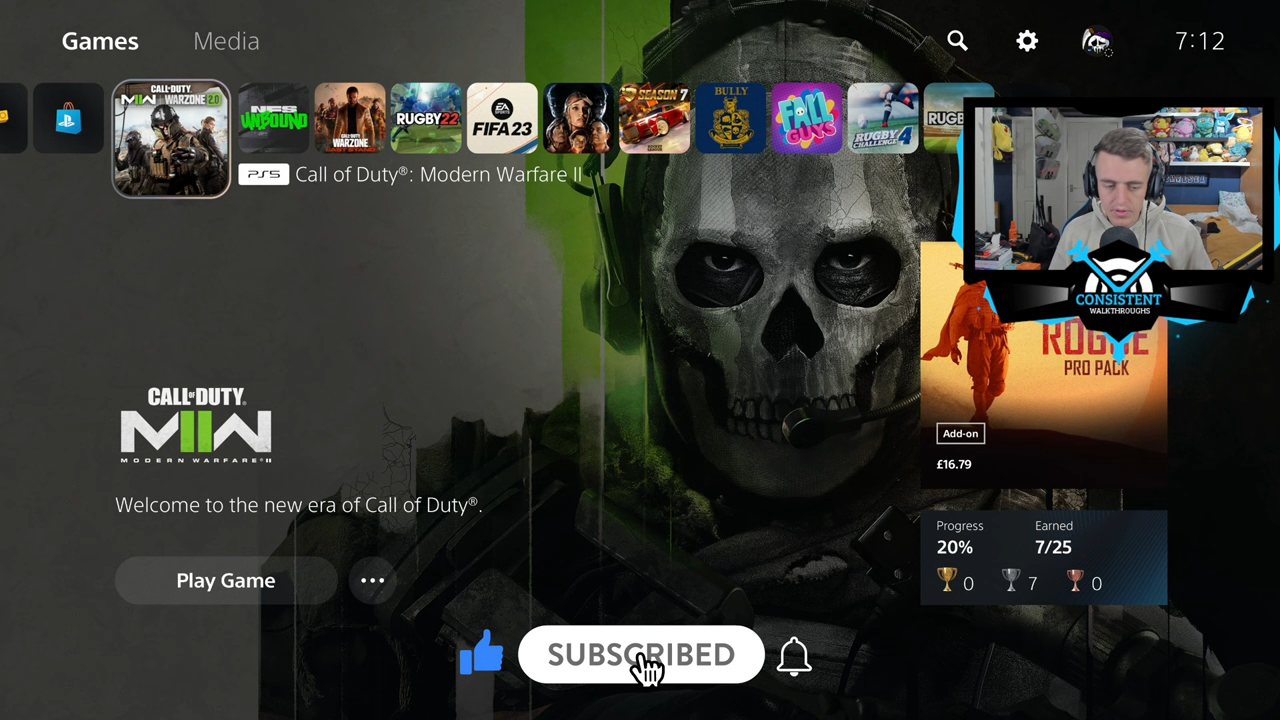 Games
Media
7:12
CALL OF DUTY
MWII WARZONE 2.0
NFS
UNBOUND
CALL OF DUTY
WARZONE
RUGBY22
EA
SPORTS
FIFA 23
SEASON 7
BULLY
FALL
GUYS
RUGBY
CHALLENGE 4
RUGB
PS5
Call of Duty®: Modern Warfare II
CONSISTENT
WALKTHROUGHS
ROGUE
PRO PACK
Add-on
£16.79
CALL OF DUTY®
MWII
MODERN WARFARE® II
Welcome to the new era of Call of Duty®.
Play Game
Progress
Earned
20%
7/25
0
7
0
SUBSCRIBED